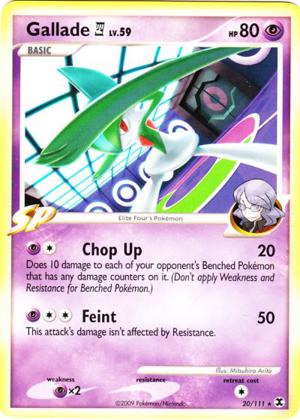 Gallade 4 LV.59 HP 80
BASIC
Elite Four's Pokémon
SP
Chop Up 20
Does 10 damage to each of your opponent's Benched Pokémon
that has any damage counters on it. (Don't apply Weakness and
Resistance for Benched Pokémon.)
Feint 50
This attack's damage isn't affected by Resistance.
Illus. Mitsuhiro Arita
weakness resistance retreat cost
×2
©2009 Pokémon/Nintendo 20/111 ★